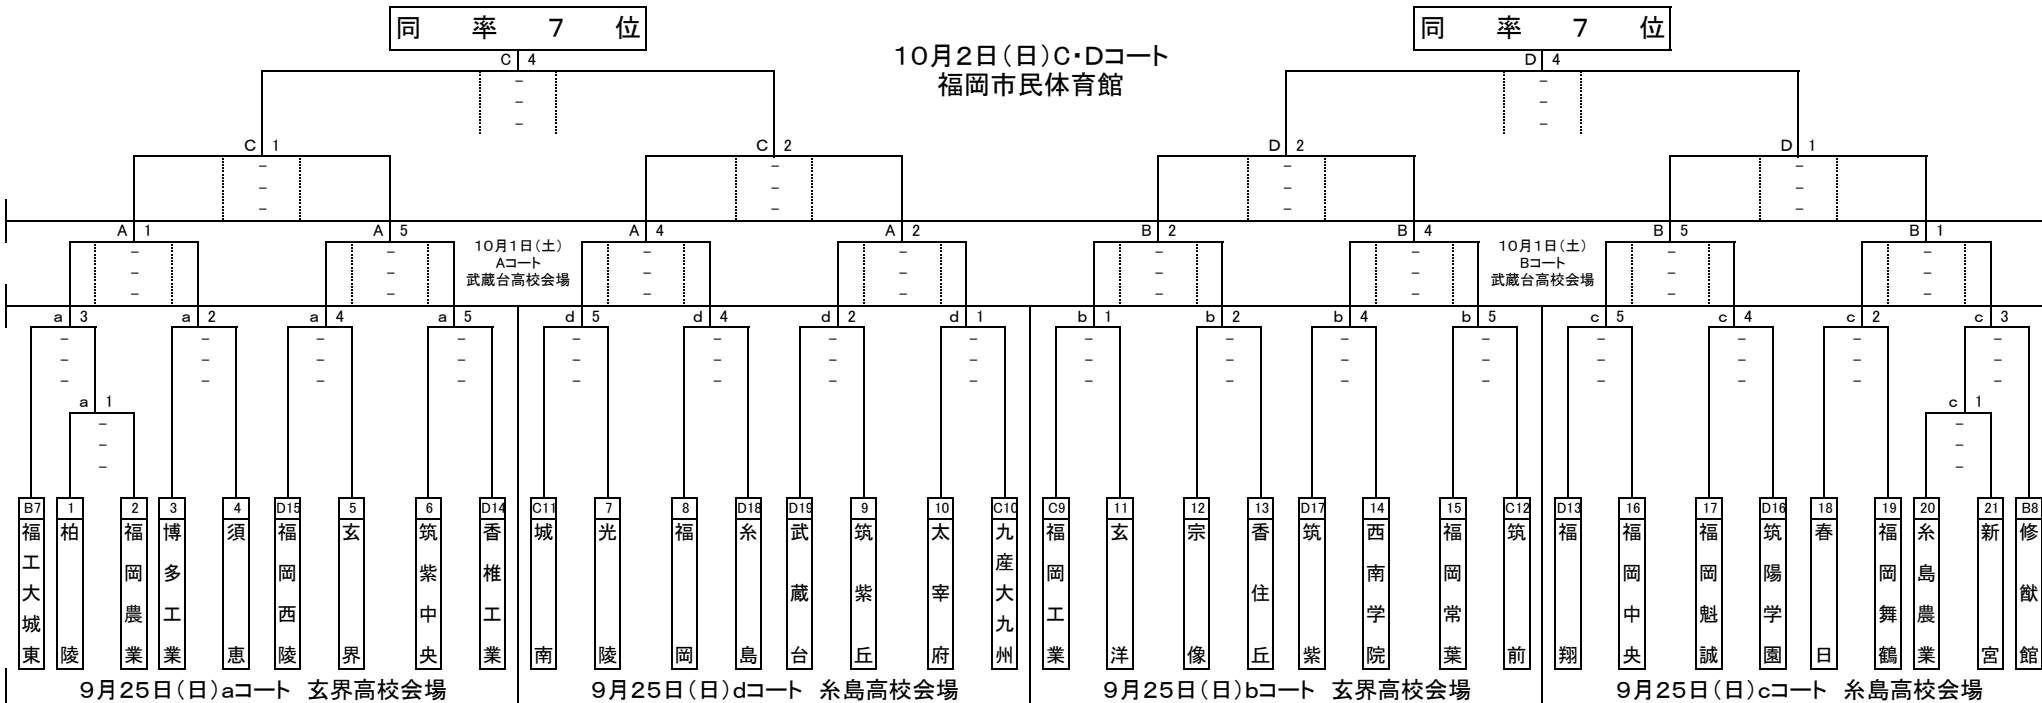 同 率 7 位
同 率 7 位
10月2日(日)C・Dコート
福岡市民体育館
C 4
D 4
C 1
C 2
D 2
D 1
A 1
A 5
A 4
A 2
B 2
B 4
B 5
B 1
10月1日(土)
Aコート
武蔵台高校会場
10月1日(土)
Bコート
武蔵台高校会場
a 3
a 2
a 4
a 5
d 5
d 4
d 2
d 1
b 1
b 2
b 4
b 5
c 5
c 4
c 2
c 3
a 1
c 1
B7 福工大城東
1 柏陵
2 福岡農業
3 博多工業
4 須恵
D15 福岡西陵
5 玄界
6 筑紫中央
D14 香椎工業
C11 城南
7 光陵
8 福岡
D18 糸島
D19 武蔵台
9 筑紫丘
10 太宰府
C10 九産大九州
C9 福岡工業
11 玄洋
12 宗像
13 香住丘
D17 筑紫
14 西南学院
15 福岡常葉
C12 筑前
D13 福翔
16 福岡中央
17 福岡魁誠
D16 筑陽学園
18 春日
19 福岡舞鶴
20 糸島農業
21 新宮
B8 修猷館
9月25日(日)aコート 玄界高校会場
9月25日(日)dコート 糸島高校会場
9月25日(日)bコート 玄界高校会場
9月25日(日)cコート 糸島高校会場